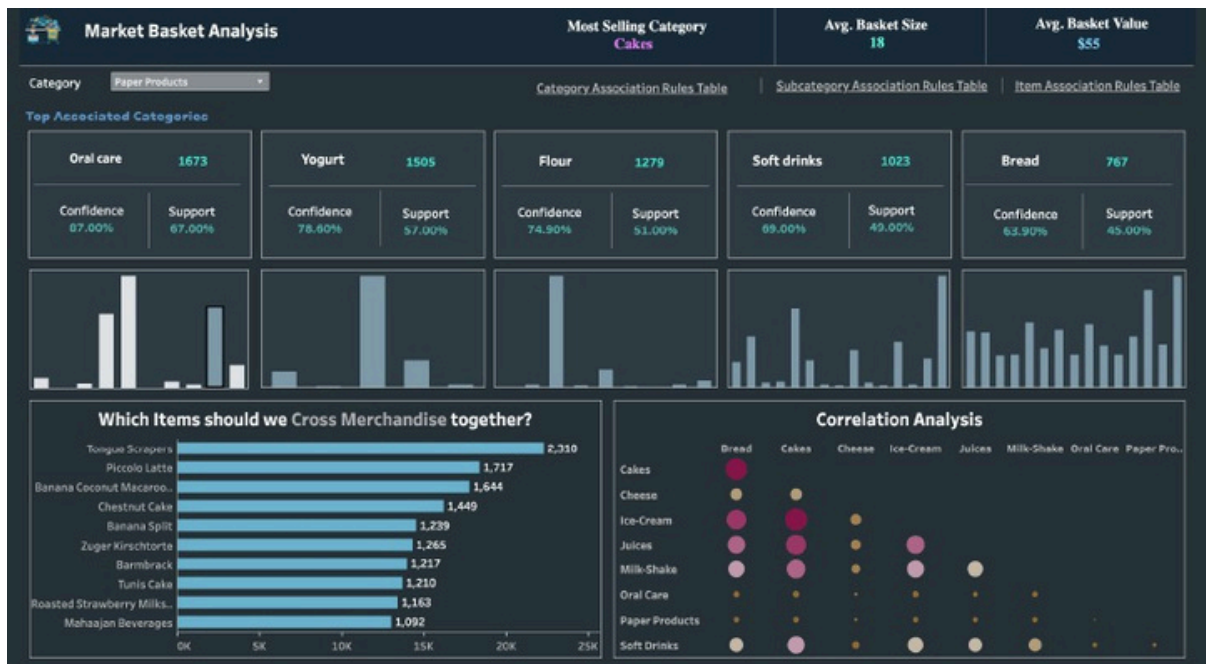 Market Basket Analysis
Most Selling Category
Cakes
Avg. Basket Size
18
Avg. Basket Value
$55
Category
Paper Products
Category Association Rules Table
Subcategory Association Rules Table
Item Association Rules Table
Top Associated Categories
Oral care 1673
Confidence Support
87.00% 67.00%
Yogurt 1505
Confidence Support
78.60% 57.00%
Flour 1279
Confidence Support
74.90% 51.00%
Soft drinks 1023
Confidence Support
69.00% 49.00%
Bread 767
Confidence Support
63.90% 45.00%
Which Items should we Cross Merchandise together?
Tongue Scrapers 2,310
Piccolo Latte 1,717
Banana Coconut Macaroo.. 1,644
Chestnut Cake 1,449
Banana Split 1,239
Zuger Kirschtorte 1,265
Barmbrack 1,217
Tunis Cake 1,210
Roasted Strawberry Milks.. 1,163
Mahaajan Beverages 1,092
0K 5K 10K 15K 20K 25K
Correlation Analysis
Bread Cakes Cheese Ice-Cream Juices Milk-Shake Oral Care Paper Pro..
Cakes
Cheese
Ice-Cream
Juices
Milk-Shake
Oral Care
Paper Products
Soft Drinks